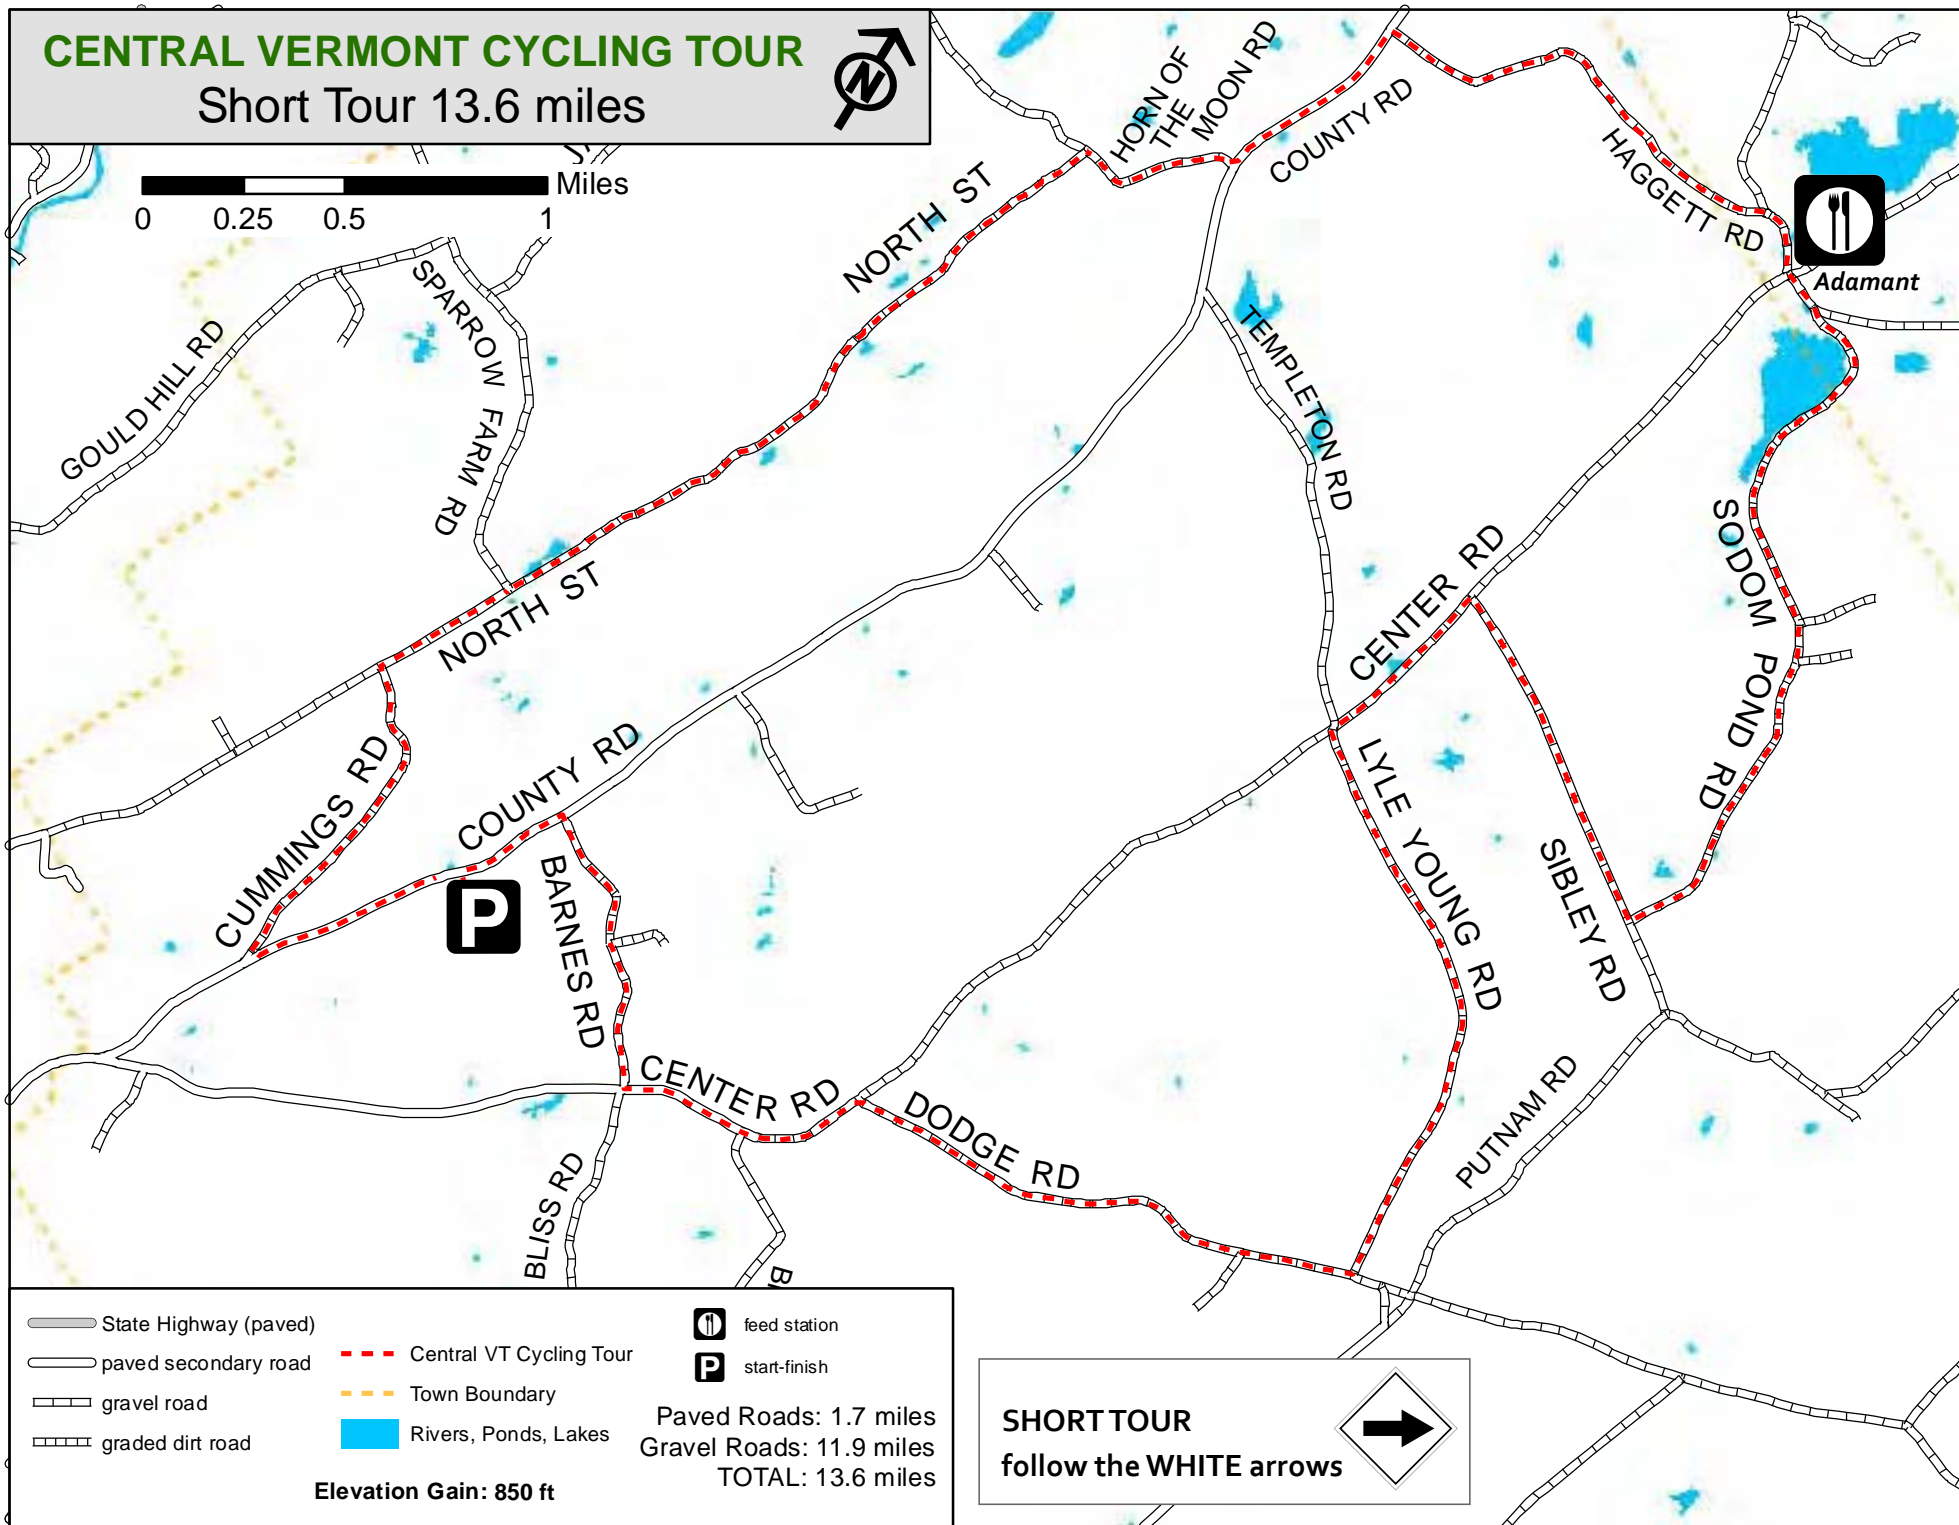 CENTRAL VERMONT CYCLING TOUR
Short Tour 13.6 miles
N
Miles
0 0.25 0.5 1
HORN OF
THE
MOON RD
COUNTY RD
HAGGETT RD
Adamant
NORTH ST
SPARROW FARM RD
GOULD HILL RD
TEMPLETON RD
NORTH ST
CENTER RD
SODOM POND RD
CUMMINGS RD
COUNTY RD
LYLE YOUNG RD
SIBLEY RD
P
BARNES RD
CENTER RD
DODGE RD
PUTNAM RD
BLISS RD
State Highway (paved)
paved secondary road
gravel road
graded dirt road
Central VT Cycling Tour
Town Boundary
Rivers, Ponds, Lakes
feed station
P start-finish
Paved Roads: 1.7 miles
Gravel Roads: 11.9 miles
TOTAL: 13.6 miles
Elevation Gain: 850 ft
SHORT TOUR
follow the WHITE arrows